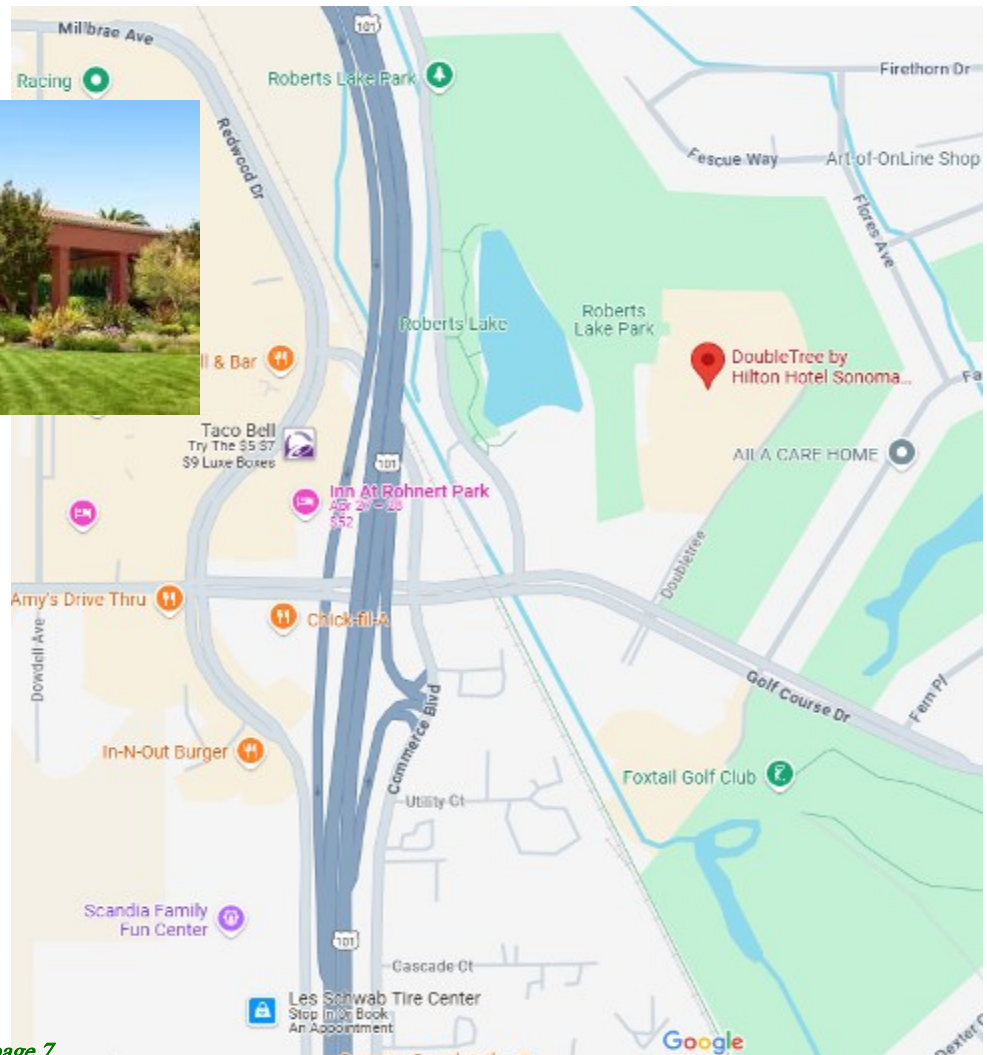 101
Millbrae Ave
Racing
Roberts Lake Park
Firethorn Dr
Redwood Dr
Fescue Way
Art-of-OnLine Shop
Flores Ave
Roberts Lake
Roberts
Lake Park
ll & Bar
DoubleTree by
Hilton Hotel Sonoma...
Fa
Taco Bell
Try The $5 $7
$9 Luxe Boxes
101
AILA CARE HOME
Inn At Rohnert Park
Apr 27 – 28
$52
Doubletree
Amy's Drive Thru
Chick-fil-A
Dowdell Ave
Golf Course Dr
Fern Pl
Commerce Blvd
In-N-Out Burger
Foxtail Golf Club
Utility Ct
Scandia Family
Fun Center
101
Cascade Ct
Les Schwab Tire Center
Stop In Or Book
An Appointment
Google
Dexter C
page 7